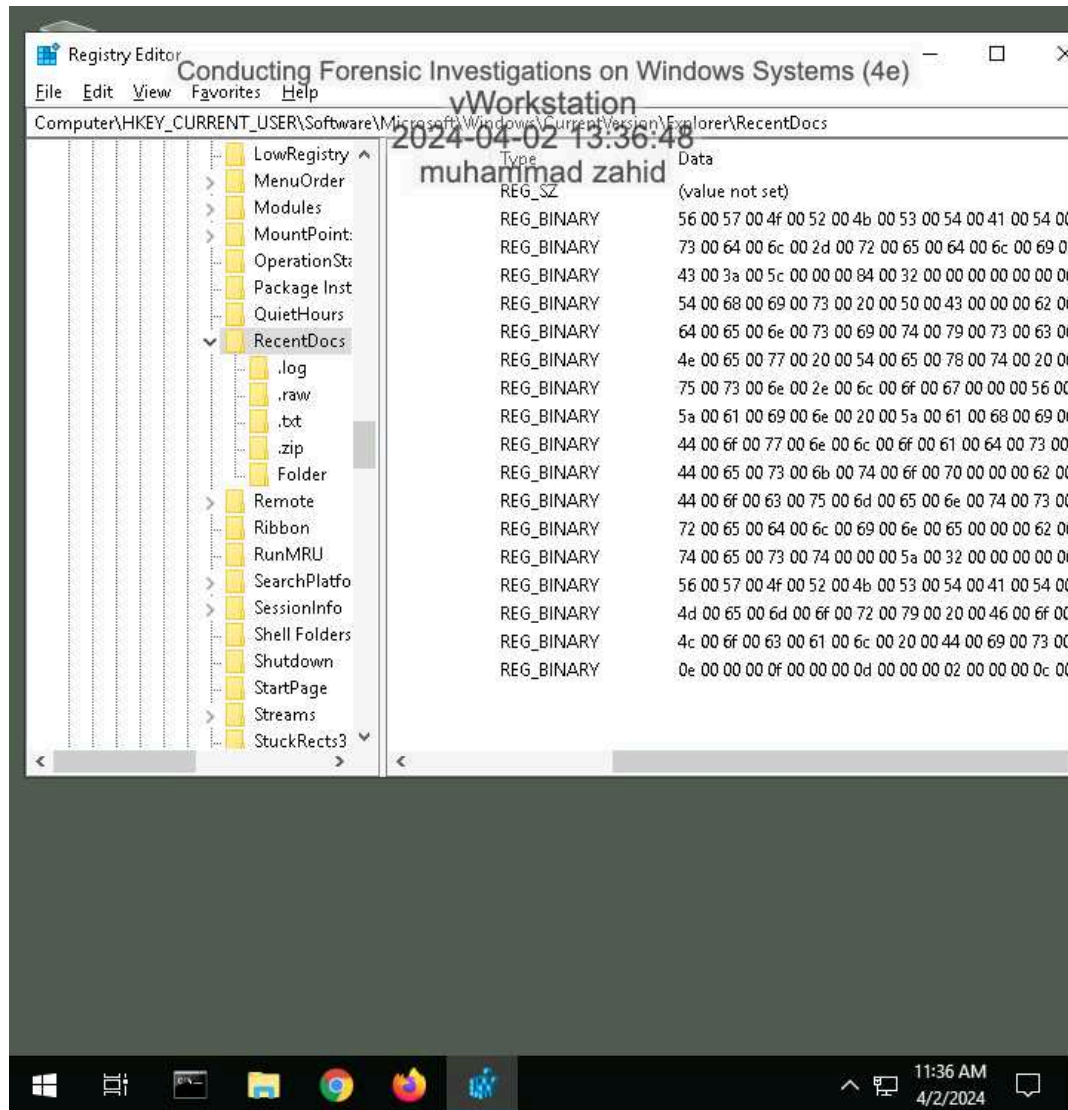 Registry Editor
Conducting Forensic Investigations on Windows Systems (4e)
File Edit View Favorites Help
vWorkstation
Computer\HKEY_CURRENT_USER\Software\Microsoft\Windows\CurrentVersion\Explorer\RecentDocs
2024-04-02 13:36:48
muhammad zahid
LowRegistry
MenuOrder
Modules
MountPoint:
OperationSta
Package Inst
QuietHours
RecentDocs
.log
.raw
.txt
.zip
Folder
Remote
Ribbon
RunMRU
SearchPlatfo
SessionInfo
Shell Folders
Shutdown
StartPage
Streams
StuckRects3
Type Data
REG_SZ (value not set)
REG_BINARY 56 00 57 00 4f 00 52 00 4b 00 53 00 54 00 41 00 54 00
REG_BINARY 73 00 64 00 6c 00 2d 00 72 00 65 00 64 00 6c 00 69 0
REG_BINARY 43 00 3a 00 5c 00 00 00 84 00 32 00 00 00 00 00 00 0
REG_BINARY 54 00 68 00 69 00 73 00 20 00 50 00 43 00 00 00 62 0
REG_BINARY 64 00 65 00 6e 00 73 00 69 00 74 00 79 00 73 00 63 0
REG_BINARY 4e 00 65 00 77 00 20 00 54 00 65 00 78 00 74 00 20 0
REG_BINARY 75 00 73 00 6e 00 2e 00 6c 00 6f 00 67 00 00 00 56 00
REG_BINARY 5a 00 61 00 69 00 6e 00 20 00 5a 00 61 00 68 00 69 0
REG_BINARY 44 00 6f 00 77 00 6e 00 6c 00 6f 00 61 00 64 00 73 00
REG_BINARY 44 00 65 00 73 00 6b 00 74 00 6f 00 70 00 00 00 62 00
REG_BINARY 44 00 6f 00 63 00 75 00 6d 00 65 00 6e 00 74 00 73 00
REG_BINARY 72 00 65 00 64 00 6c 00 69 00 6e 00 65 00 00 00 62 0
REG_BINARY 74 00 65 00 73 00 74 00 00 00 5a 00 32 00 00 00 00 0
REG_BINARY 56 00 57 00 4f 00 52 00 4b 00 53 00 54 00 41 00 54 00
REG_BINARY 4d 00 65 00 6d 00 6f 00 72 00 79 00 20 00 46 00 6f 00
REG_BINARY 4c 00 6f 00 63 00 61 00 6c 00 20 00 44 00 69 00 73 00
REG_BINARY 0e 00 00 00 0f 00 00 00 0d 00 00 00 02 00 00 00 0c 00
11:36 AM
4/2/2024